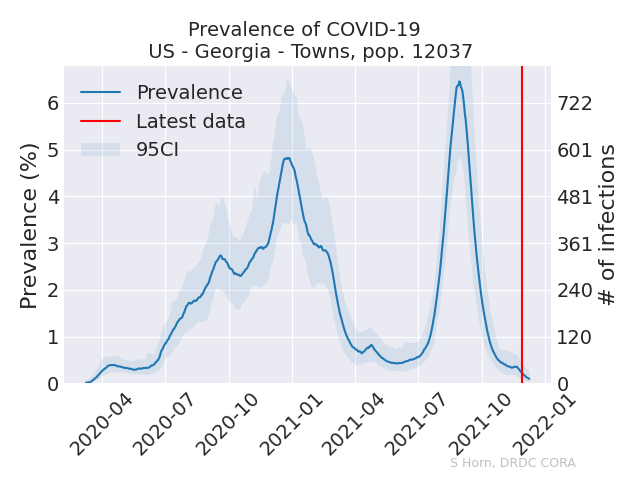 Prevalence of COVID-19
US - Georgia - Towns, pop. 12037
Prevalence
Latest data
95CI
Prevalence (%)
6
5
4
3
2
1
0
722
601
481
361
240
120
0
# of infections
2020-04
2020-07
2020-10
2021-01
2021-04
2021-07
2021-10
2022-01
S Horn, DRDC CORA